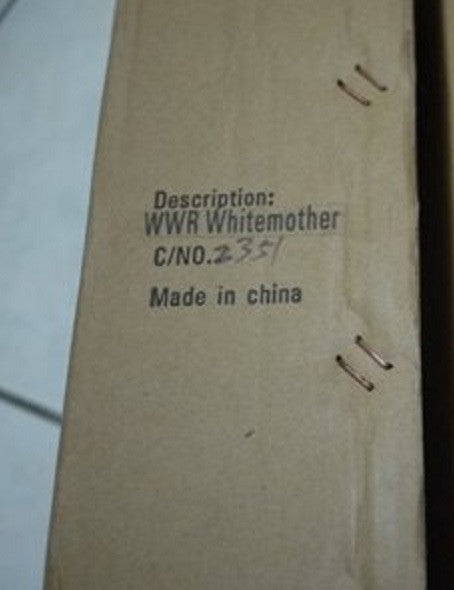 Description:
WWR Whitemother
C/NO.2351
Made in china